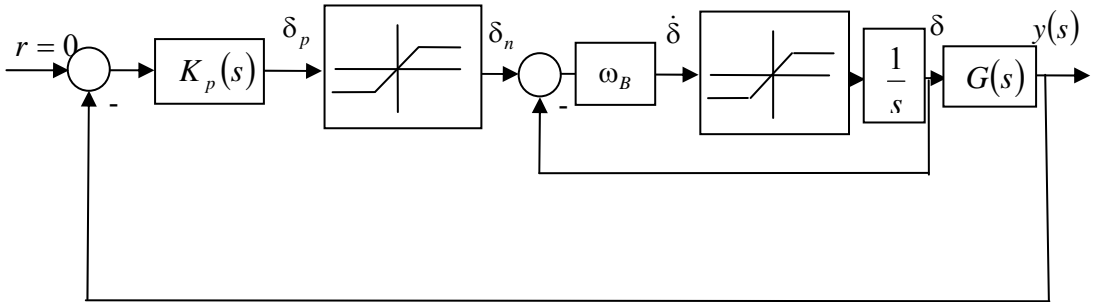 r = 0
-
K_p(s)
δ_p
δ_n
-
ω_B
δ̇
1
s
δ
G(s)
y(s)